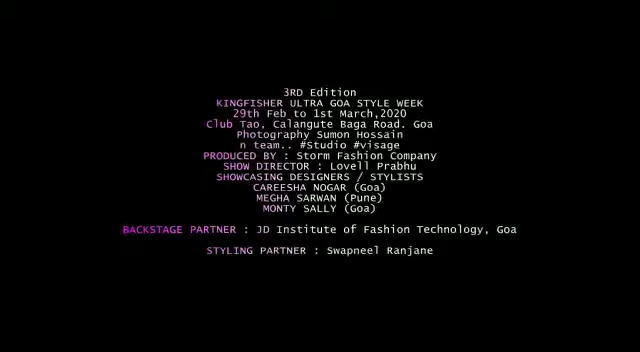 3RD Edition
KINGFISHER ULTRA GOA STYLE WEEK
29th Feb to 1st March,2020
Club Tao, Calangute Baga Road. Goa
Photography Sumon Hossain
n team.. #Studio #visage
PRODUCED BY : Storm Fashion Company
SHOW DIRECTOR : Lovell Prabhu
SHOWCASING DESIGNERS / STYLISTS
CAREESHA NOGAR (Goa)
MEGHA SARWAN (Pune)
MONTY SALLY (Goa)
BACKSTAGE PARTNER : JD Institute of Fashion Technology, Goa
STYLING PARTNER : Swapneel Ranjane